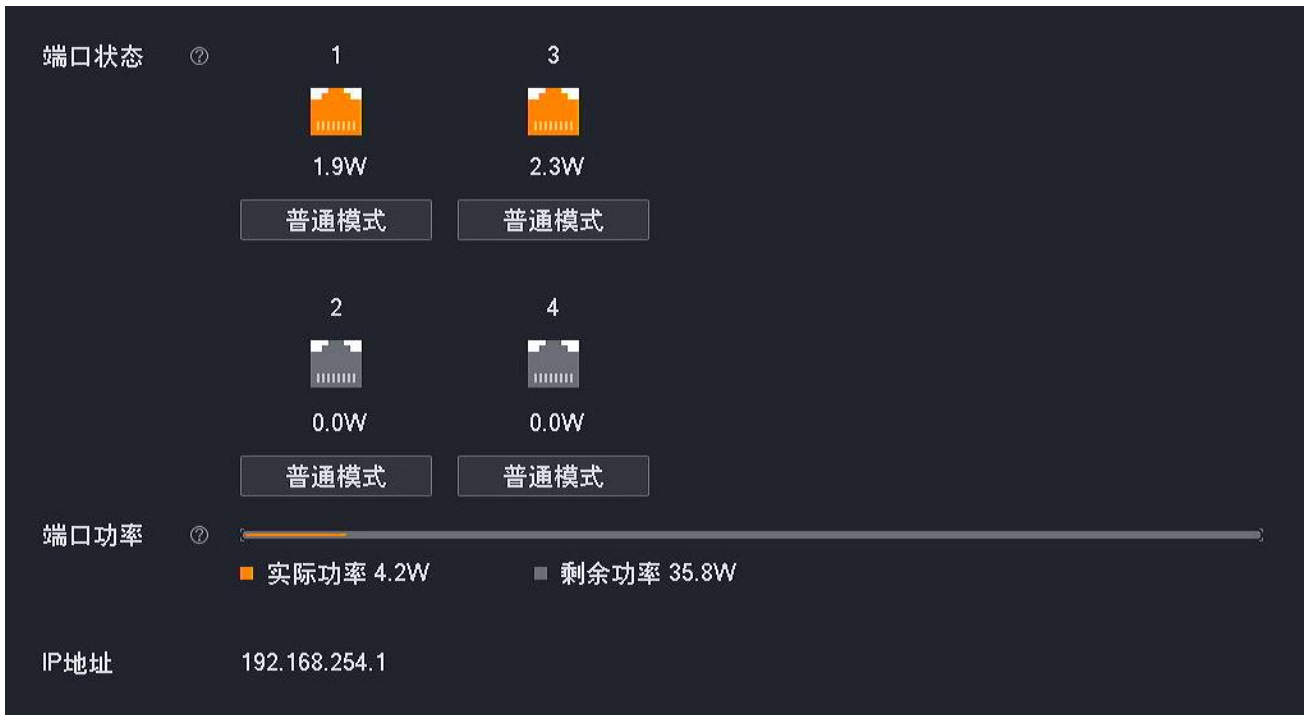 端口状态 1 3
1.9W 2.3W
普通模式 普通模式
2 4
0.0W 0.0W
普通模式 普通模式
端口功率
实际功率 4.2W 剩余功率 35.8W
IP地址 192.168.254.1